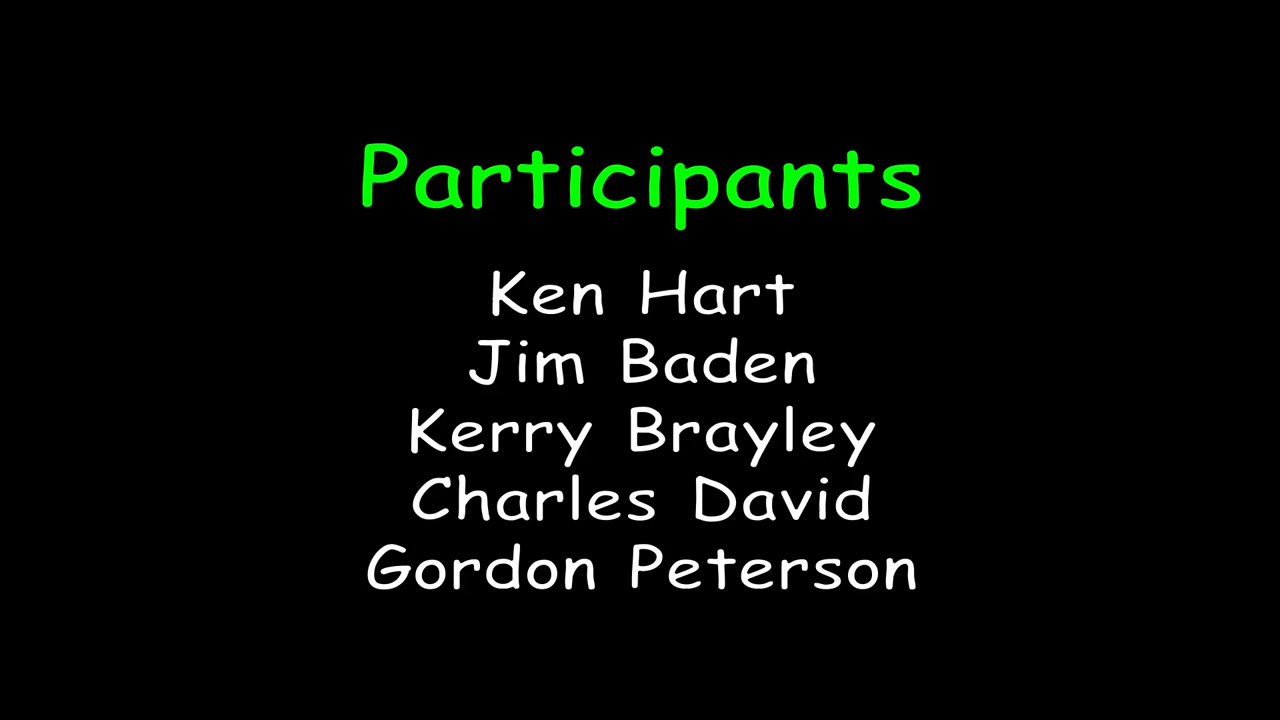 Participants
Ken Hart
Jim Baden
Kerry Brayley
Charles David
Gordon Peterson